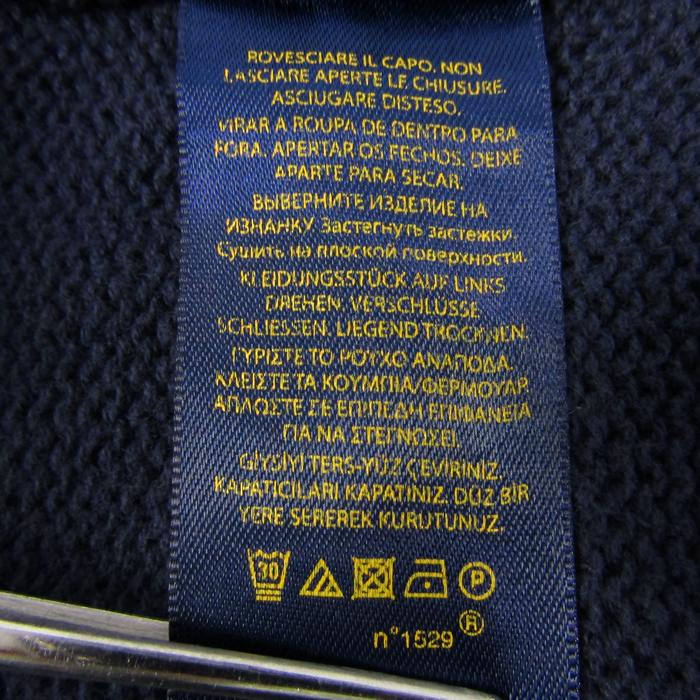 ROVESCIARE IL CAPO. NON
LASCIARE APERTE LE CHIUSURE.
ASCIUGARE DISTESO.
VIRAR A ROUPA DE DENTRO PARA
FORA. APERTAR OS FECHOS. DEIXE
APARTE PARA SECAR.
ВЫВЕРНИТЕ ИЗДЕЛИЕ НА
ИЗНАНКУ Застегнуть застежки.
Сушить на плоской поверхности.
KLEIDUNGSSTÜCK AUF LINKS
DREHEN. VERSCHLÜSSE
SCHLIESSEN. LIEGEND TROCKNEN.
ΓΥΡΙΣΤΕ ΤΟ ΡΟΥΧΟ ΑΝΑΠΟΔΑ.
ΚΛΕΙΣΤΕ ΤΑ ΚΟΥΜΠΙΑ/ΦΕΡΜΟΥΑΡ.
ΑΠΛΩΣΤΕ ΣΕ ΕΠΙΠΕΔΗ ΕΠΙΦΑΝΕΙΑ
ΓΙΑ ΝΑ ΣΤΕΓΝΩΣΕΙ.
GİYSİYİ TERS-YÜZ ÇEVİRİNİZ.
KAPATICILARI KAPATINIZ. DÜZ BİR
YERE SEREREK KURUTUNUZ.
30 P
n°1529 ®